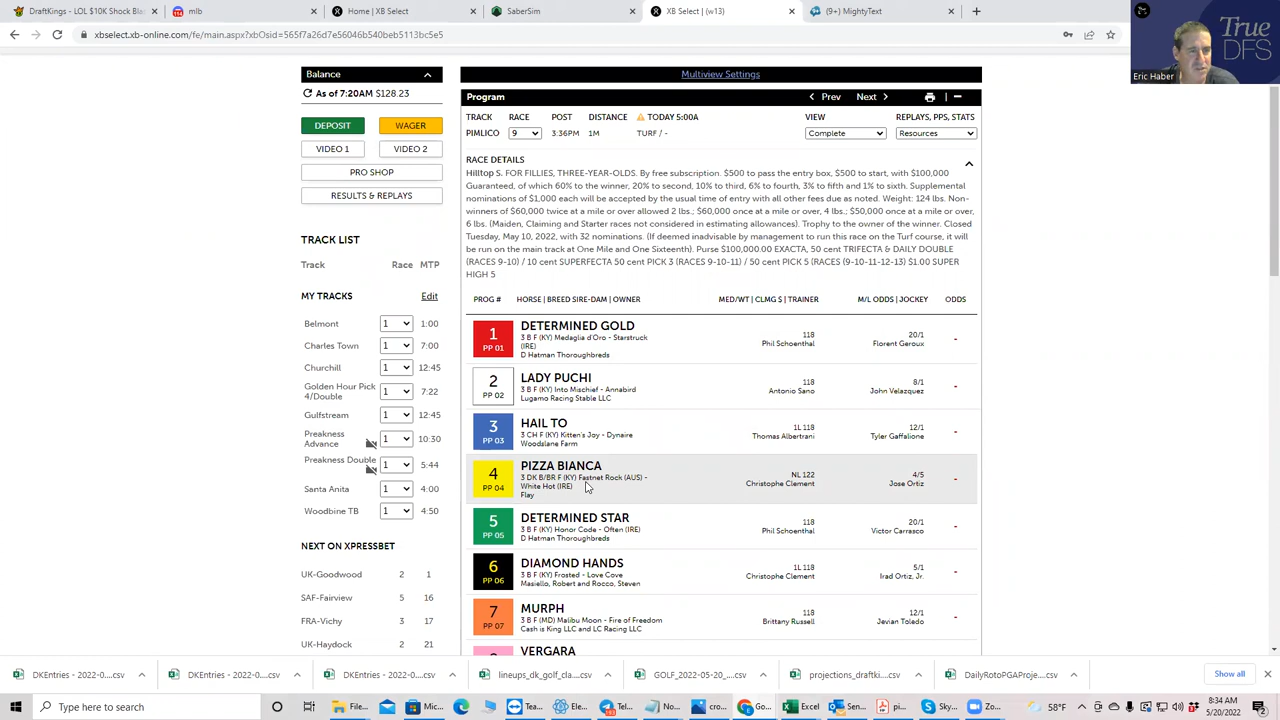 DraftKings - LOL $10K Shock Bla
mlb
Home | XB Select
SaberSim
XB Select | (w13)
(9+) MightyText
xbselect.xb-online.com/fe/main.aspx?xbOsid=565f7a26d7e56046b540beb5113bc5e5
True
DFS
Eric Haber
Balance
As of 7:20AM $128.23
DEPOSIT
WAGER
VIDEO 1
VIDEO 2
PRO SHOP
RESULTS & REPLAYS
TRACK LIST
Track Race MTP
MY TRACKS Edit
Belmont 1 1:00
Charles Town 1 7:00
Churchill 1 12:45
Golden Hour Pick
4/Double 1 7:22
Gulfstream 1 12:45
Preakness
Advance 1 10:30
Preakness Double 1 5:44
Santa Anita 1 4:00
Woodbine TB 1 4:50
NEXT ON XPRESSBET
UK-Goodwood 2 1
SAF-Fairview 5 16
FRA-Vichy 3 17
UK-Haydock 2 21
Multiview Settings
Program Prev Next
TRACK RACE POST DISTANCE TODAY 5:00A VIEW REPLAYS, PPS, STATS
PIMLICO 9 3:36PM 1M TURF / - Complete Resources
RACE DETAILS
Hilltop S. FOR FILLIES, THREE-YEAR-OLDS. By free subscription. $500 to pass the entry box, $500 to start, with $100,000
Guaranteed, of which 60% to the winner, 20% to second, 10% to third, 6% to fourth, 3% to fifth and 1% to sixth. Supplemental
nominations of $1,000 each will be accepted by the usual time of entry with all other fees due as noted. Weight: 124 lbs. Non-
winners of $60,000 twice at a mile or over allowed 2 lbs.; $60,000 once at a mile or over, 4 lbs.; $50,000 once at a mile or over,
6 lbs. (Maiden, Claiming and Starter races not considered in estimating allowances). Trophy to the owner of the winner. Closed
Tuesday, May 10, 2022, with 32 nominations. (If deemed inadvisable by management to run this race on the Turf course, it will
be run on the main track at One Mile and One Sixteenth). Purse $100,000.00 EXACTA, 50 cent TRIFECTA & DAILY DOUBLE
(RACES 9-10) / 10 cent SUPERFECTA 50 cent PICK 3 (RACES 9-10-11) / 50 cent PICK 5 (RACES (9-10-11-12-13) $1.00 SUPER
HIGH 5
PROG # HORSE | BREED SIRE-DAM | OWNER MED/WT | CLMG $ | TRAINER M/L ODDS | JOCKEY ODDS
1
PP 01
DETERMINED GOLD
3 B F (KY) Medaglia d'Oro - Starstruck
(IRE)
D Hatman Thoroughbreds
118
Phil Schoenthal
20/1
Florent Geroux
-
2
PP 02
LADY PUCHI
3 B F (KY) Into Mischief - Annabird
Lugamo Racing Stable LLC
118
Antonio Sano
8/1
John Velazquez
-
3
PP 03
HAIL TO
3 CH F (KY) Kitten's Joy - Dynaire
Woodslane Farm
1L 118
Thomas Albertrani
12/1
Tyler Gaffalione
-
4
PP 04
PIZZA BIANCA
3 DK B/BR F (KY) Fastnet Rock (AUS) -
White Hot (IRE)
Flay
NL 122
Christophe Clement
4/5
Jose Ortiz
-
5
PP 05
DETERMINED STAR
3 B F (KY) Honor Code - Often (IRE)
D Hatman Thoroughbreds
118
Phil Schoenthal
20/1
Victor Carrasco
-
6
PP 06
DIAMOND HANDS
3 B F (KY) Frosted - Love Cove
Masiello, Robert and Rocco, Steven
1L 118
Christophe Clement
5/1
Irad Ortiz, Jr.
-
7
PP 07
MURPH
3 B F (MD) Malibu Moon - Fire of Freedom
Cash is King LLC and LC Racing LLC
118
Brittany Russell
12/1
Jevian Toledo
-
VERGARA
DKEntries - 2022-0....csv
DKEntries - 2022-0....csv
DKEntries - 2022-0....csv
lineups_dk_golf_cla....csv
GOLF_2022-05-20_....csv
projections_draftki....csv
DailyRotoPGAProje....csv
Show all
Type here to search
File...
Micr...
Tea...
Ele...
Tele...
No...
cro...
Go...
Excel
Sen...
pi...
Sky...
Zo...
58°F
8:34 AM
5/20/2022